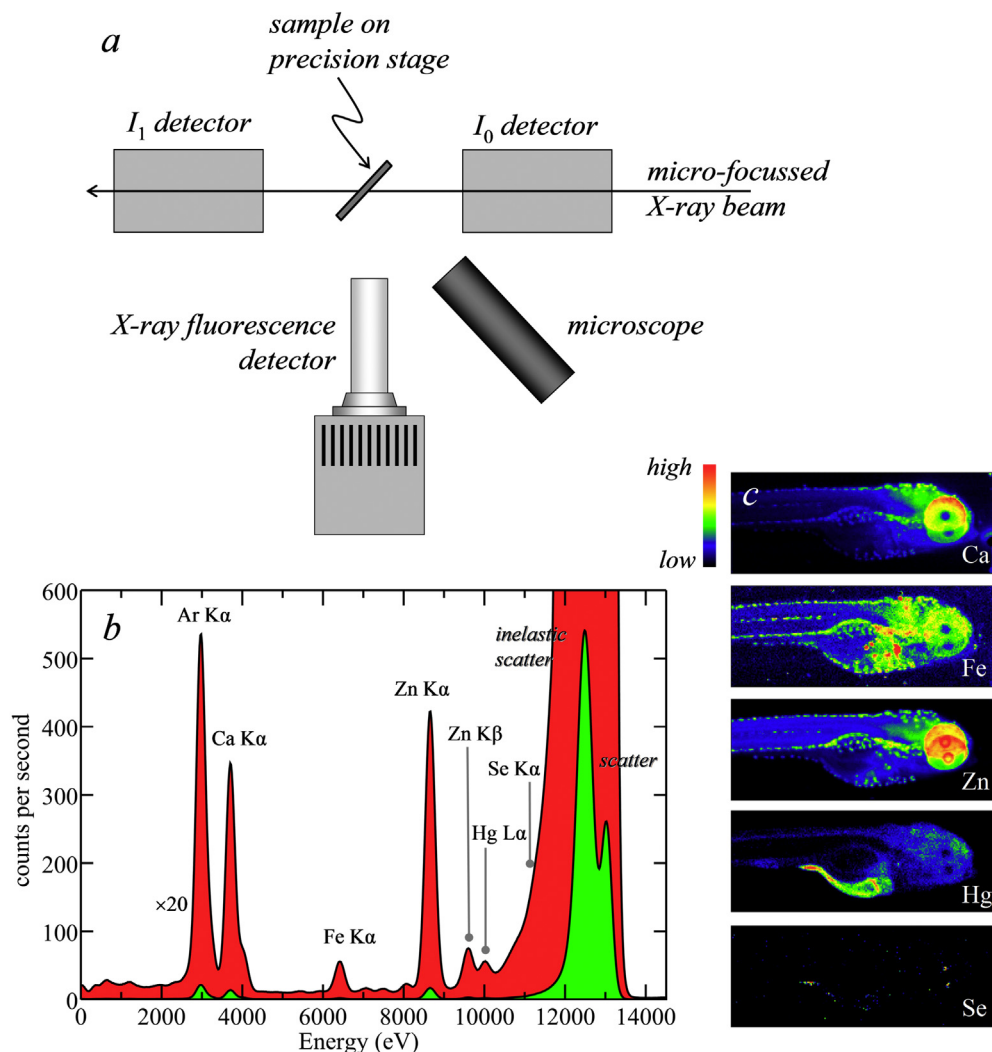 a
sample on
precision stage
I₁ detector
I₀ detector
micro-focussed
X-ray beam
X-ray fluorescence
detector
microscope
high
low
c
Ca
Fe
Zn
Hg
Se
b
600
500
400
300
200
100
0
counts per second
Ar Kα
Ca Kα
×20
Fe Kα
Zn Kα
Zn Kβ
Hg Lα
Se Kα
inelastic
scatter
scatter
0
2000
4000
6000
8000
10000
12000
14000
Energy (eV)